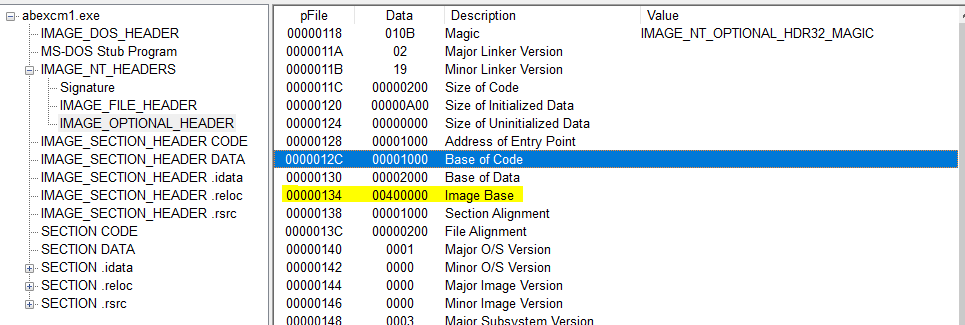 abexcm1.exe
IMAGE_DOS_HEADER
MS-DOS Stub Program
IMAGE_NT_HEADERS
Signature
IMAGE_FILE_HEADER
IMAGE_OPTIONAL_HEADER
IMAGE_SECTION_HEADER CODE
IMAGE_SECTION_HEADER DATA
IMAGE_SECTION_HEADER .idata
IMAGE_SECTION_HEADER .reloc
IMAGE_SECTION_HEADER .rsrc
SECTION CODE
SECTION DATA
SECTION .idata
SECTION .reloc
SECTION .rsrc
pFile Data Description Value
00000118 010B Magic IMAGE_NT_OPTIONAL_HDR32_MAGIC
0000011A 02 Major Linker Version
0000011B 19 Minor Linker Version
0000011C 00000200 Size of Code
00000120 00000A00 Size of Initialized Data
00000124 00000000 Size of Uninitialized Data
00000128 00001000 Address of Entry Point
0000012C 00001000 Base of Code
00000130 00002000 Base of Data
00000134 00400000 Image Base
00000138 00001000 Section Alignment
0000013C 00000200 File Alignment
00000140 0001 Major O/S Version
00000142 0000 Minor O/S Version
00000144 0000 Major Image Version
00000146 0000 Minor Image Version
00000148 0003 Major Subsystem Version